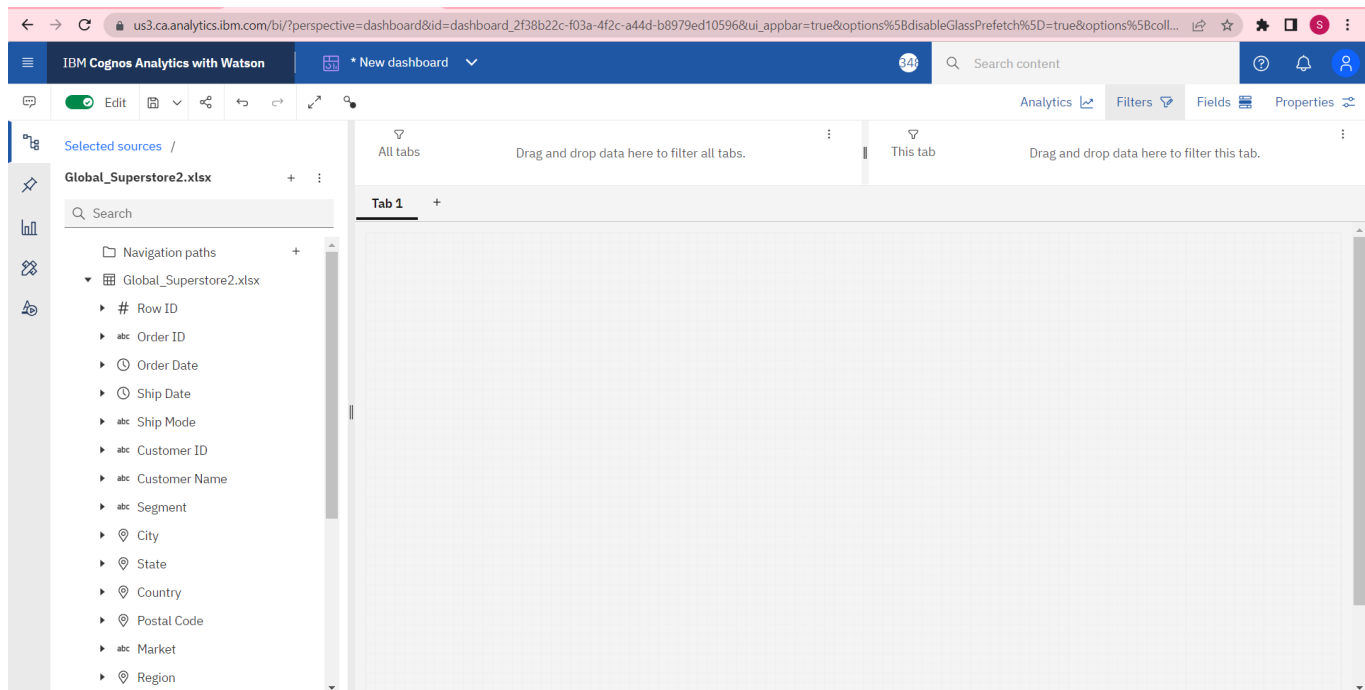 us3.ca.analytics.ibm.com/bi/?perspective=dashboard&id=dashboard_2f38b22c-f03a-4f2c-a44d-b8979ed10596&ui_appbar=true&options%5BdisableGlassPrefetch%5D=true&options%5Bcoll...
S
IBM Cognos Analytics with Watson
* New dashboard
Search content
Edit
Analytics
Filters
Fields
Properties
Selected sources /
All tabs
Drag and drop data here to filter all tabs.
This tab
Drag and drop data here to filter this tab.
Global_Superstore2.xlsx
Search
Tab 1
Navigation paths
Global_Superstore2.xlsx
# Row ID
abc Order ID
Order Date
Ship Date
abc Ship Mode
abc Customer ID
abc Customer Name
abc Segment
City
State
Country
Postal Code
abc Market
Region